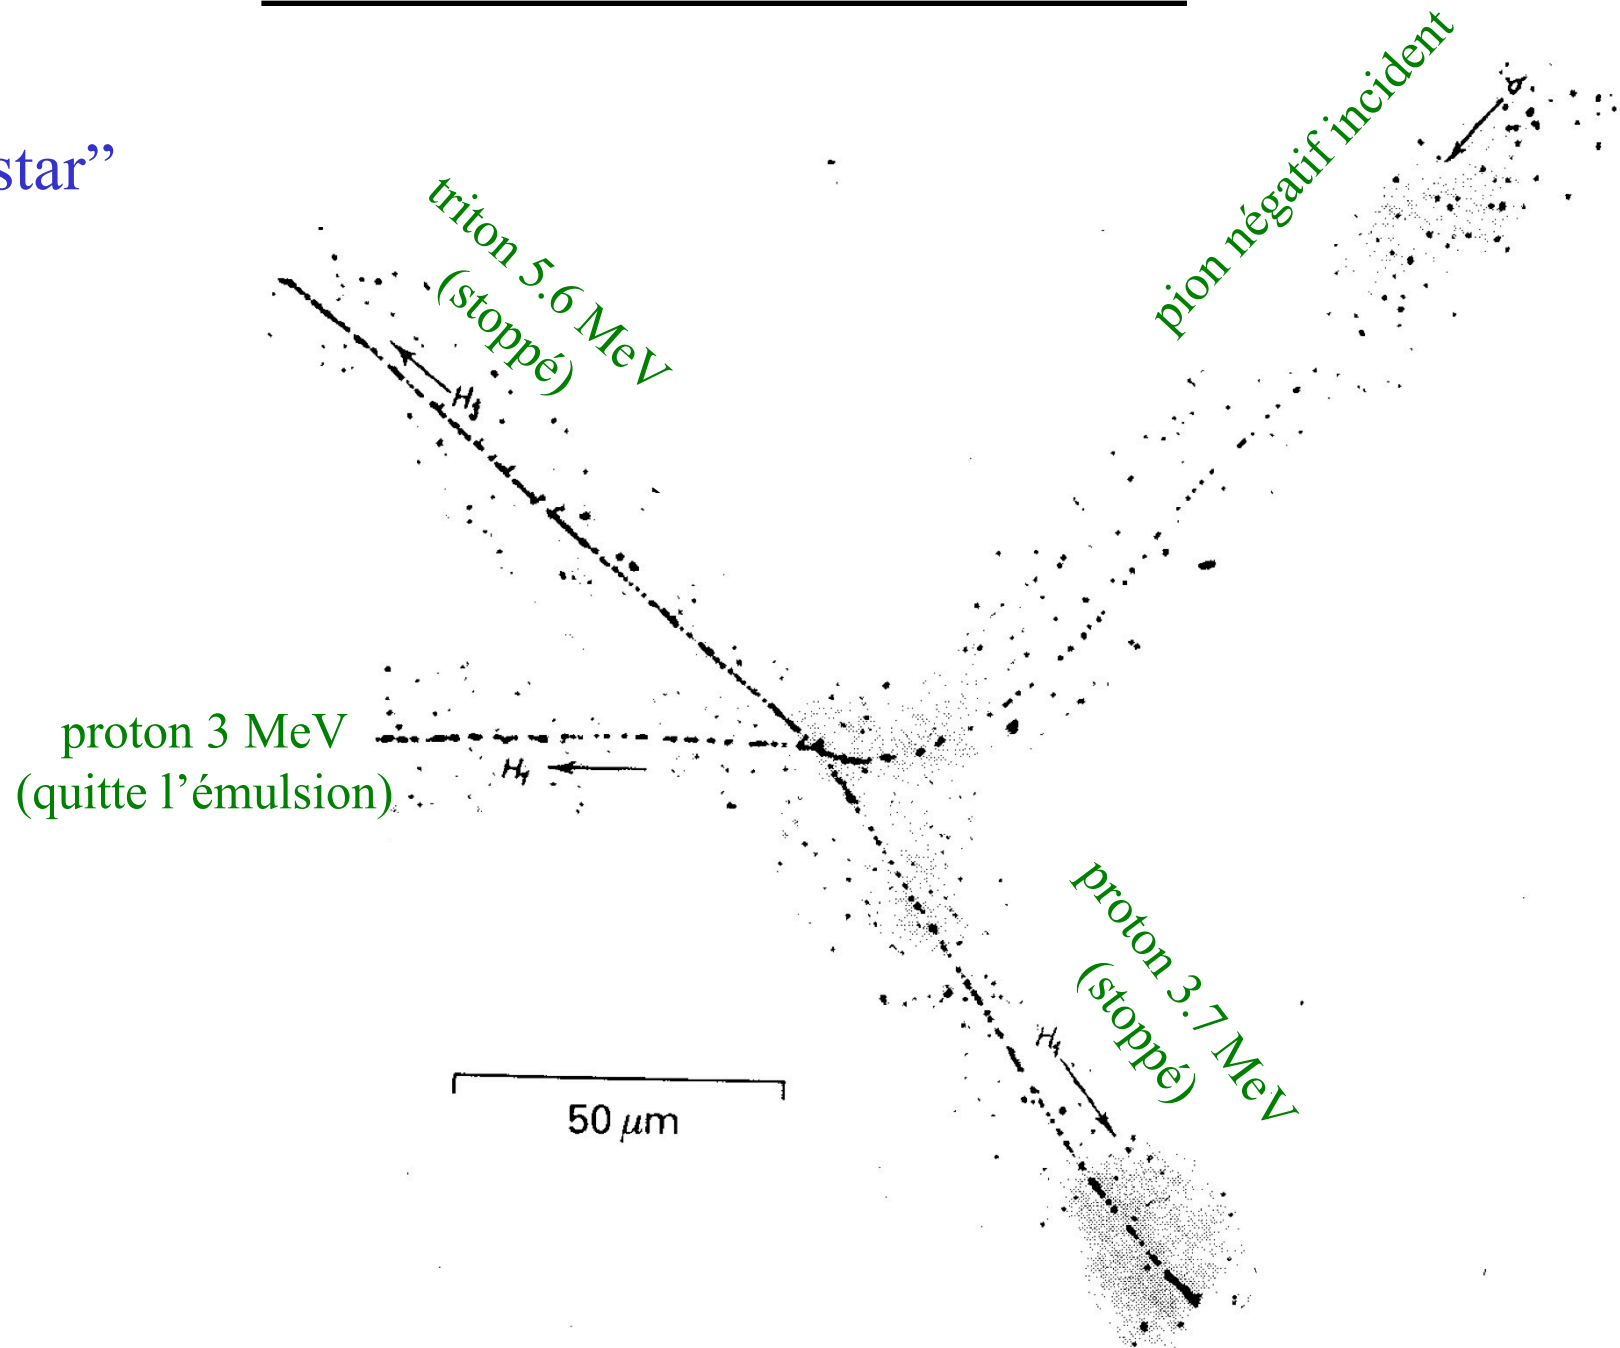 star”
pion négatif incident
σ
triton 5.6 MeV
(stoppé)
H₃
proton 3 MeV
(quitte l’émulsion)
H₁
proton 3.7 MeV
(stoppé)
H₁
50 μm